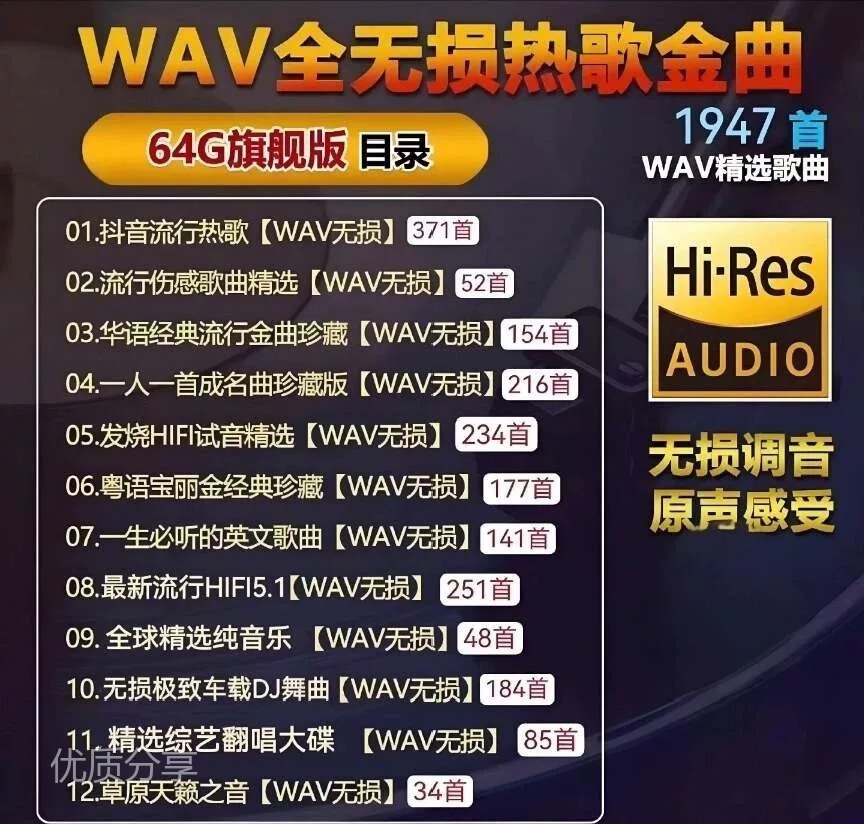 WAV全无损热歌金曲
64G旗舰版 目录
1947 首
WAV精选歌曲
01.抖音流行热歌【WAV无损】 371首
02.流行伤感歌曲精选【WAV无损】 52首
03.华语经典流行金曲珍藏【WAV无损】 154首
04.一人一首成名曲珍藏版【WAV无损】 216首
05.发烧HIFI试音精选【WAV无损】 234首
06.粤语宝丽金经典珍藏【WAV无损】 177首
07.一生必听的英文歌曲【WAV无损】 141首
08.最新流行HIFI5.1【WAV无损】 251首
09. 全球精选纯音乐 【WAV无损】 48首
10.无损极致车载DJ舞曲【WAV无损】 184首
11. 精选综艺翻唱大碟 【WAV无损】 85首
12.草原天籁之音【WAV无损】 34首
Hi-Res
AUDIO
无损调音
原声感受
优质分享